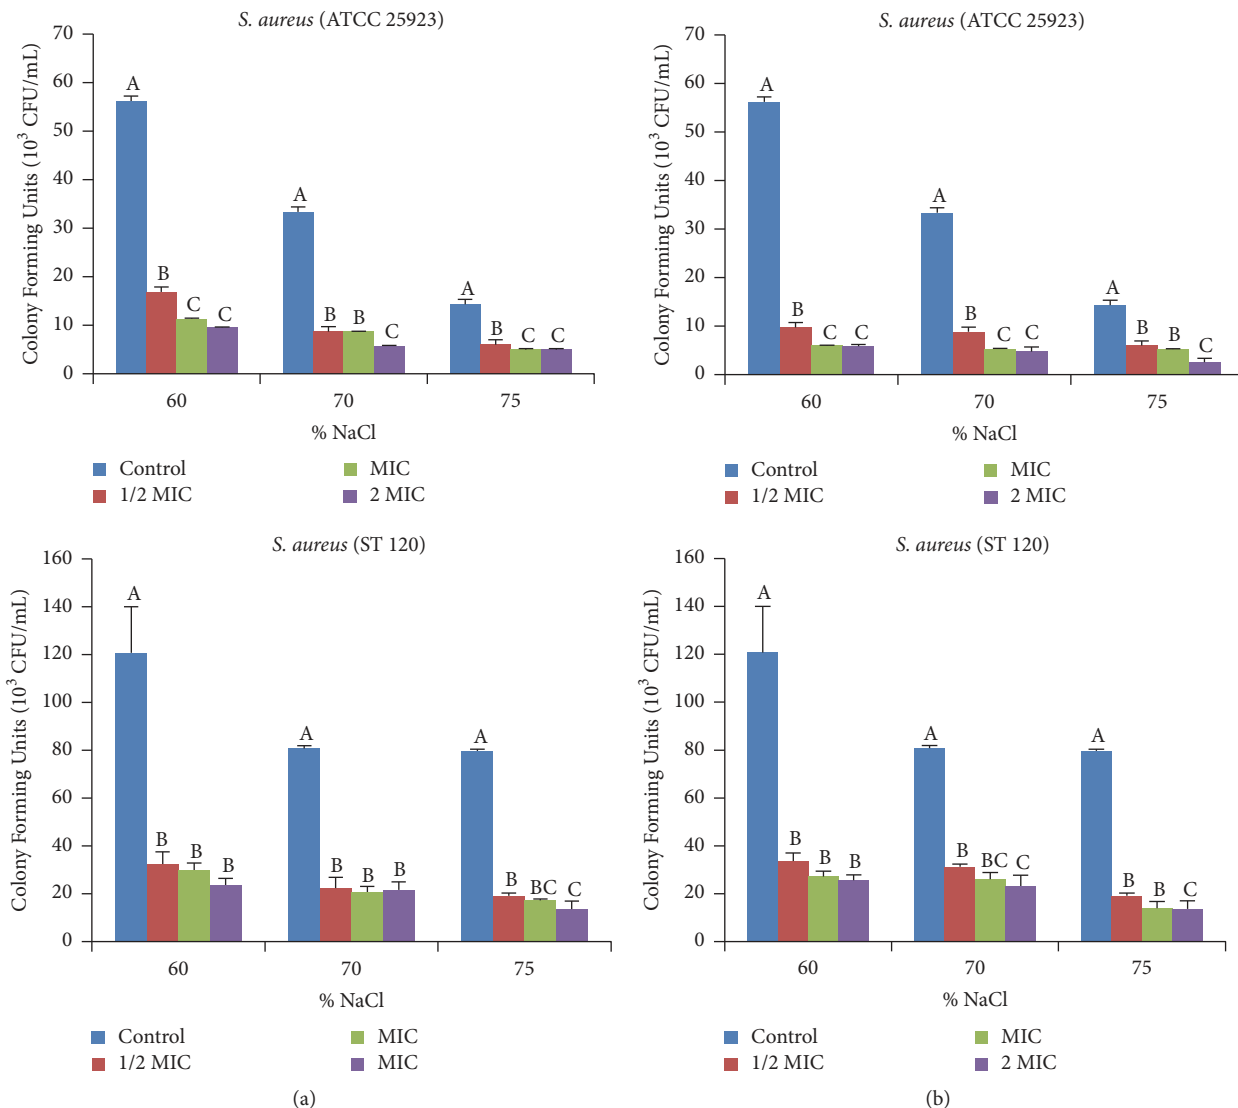 S. aureus (ATCC 25923)
Colony Forming Units (10³ CFU/mL)
70
60
50
40
30
20
10
0
A
B
C
C
A
B
B
C
A
B
C
C
60
70
75
% NaCl
Control
MIC
1/2 MIC
2 MIC
S. aureus (ATCC 25923)
Colony Forming Units (10³ CFU/mL)
70
60
50
40
30
20
10
0
A
B
C
C
A
B
C
C
A
B
B
C
60
70
75
% NaCl
Control
MIC
1/2 MIC
2 MIC
S. aureus (ST 120)
Colony Forming Units (10³ CFU/mL)
160
140
120
100
80
60
40
20
0
A
B
B
B
A
B
B
B
A
B
BC
C
60
70
75
% NaCl
Control
MIC
1/2 MIC
MIC
(a)
S. aureus (ST 120)
Colony Forming Units (10³ CFU/mL)
160
140
120
100
80
60
40
20
0
A
B
B
B
A
B
BC
C
A
B
B
C
60
70
75
% NaCl
Control
MIC
1/2 MIC
2 MIC
(b)